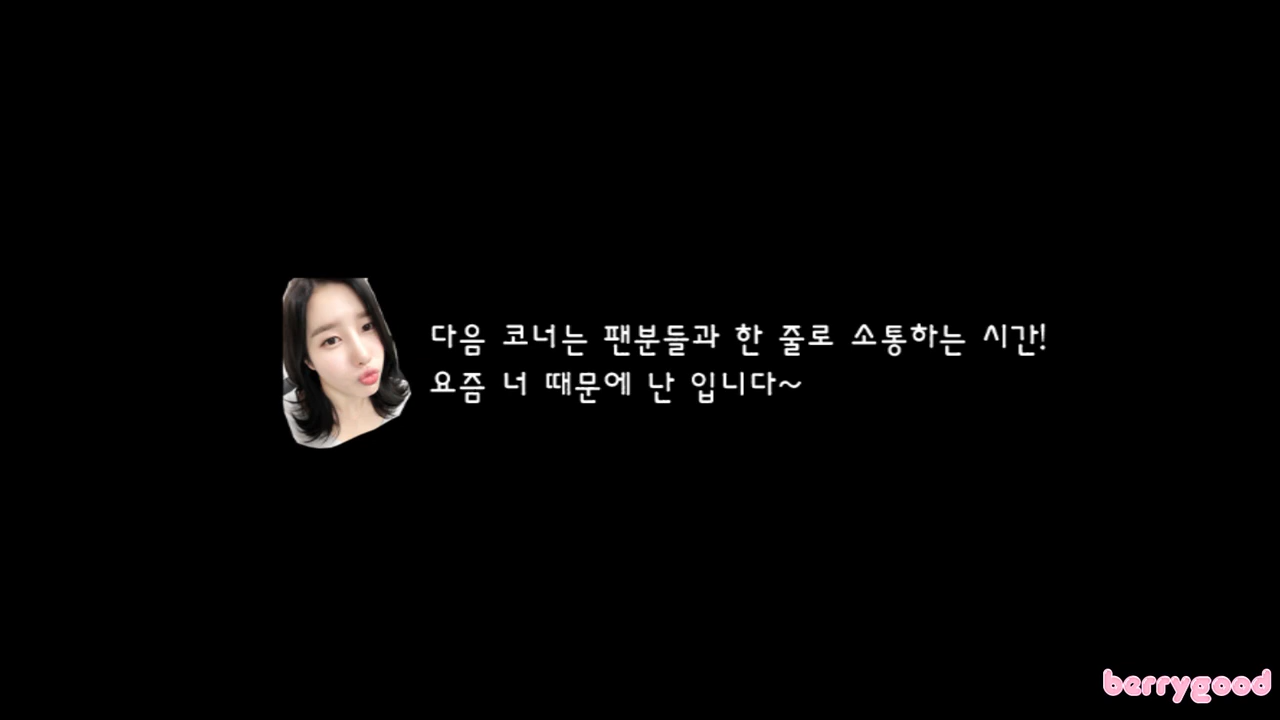 다음 코너는 팬분들과 한 줄로 소통하는 시간!
요즘 너 때문에 난 입니다~
berrygood